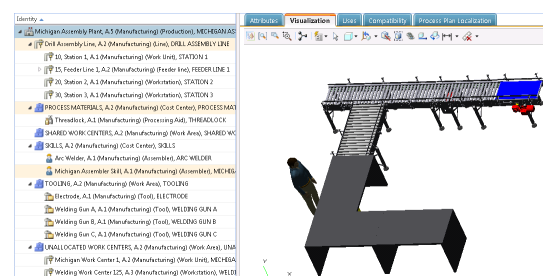 Identity
Michigan Assembly Plant, A.5 (Manufacturing) (Production), MICHIGAN ASS
Drill Assembly Line, A.2 (Manufacturing) (Line), DRILL ASSEMBLY LINE
10, Station 1, A.1 (Manufacturing) (Work Unit), STATION 1
15, Feeder Line 1, A.2 (Manufacturing) (Feeder line), FEEDER LINE 1
20, Station 2, A.1 (Manufacturing) (Workstation), STATION 2
30, Station 3, A.1 (Manufacturing) (Workstation), STATION 3
PROCESS MATERIALS, A.2 (Manufacturing) (Cost Center), PROCESS MAT
Threadlock, A.1 (Manufacturing) (Processing Aid), THREADLOCK
SHARED WORK CENTERS, A.2 (Manufacturing) (Work Area), SHARED WO
SKILLS, A.2 (Manufacturing) (Cost Center), SKILLS
Arc Welder, A.1 (Manufacturing) (Assembler), ARC WELDER
Michigan Assembler Skill, A.1 (Manufacturing) (Assembler), MICHIG
TOOLING, A.2 (Manufacturing) (Work Area), TOOLING
Electrode, A.1 (Manufacturing) (Tool), ELECTRODE
Welding Gun A, A.1 (Manufacturing) (Tool), WELDING GUN A
Welding Gun B, A.1 (Manufacturing) (Tool), WELDING GUN B
Welding Gun C, A.1 (Manufacturing) (Tool), WELDING GUN C
UNALLOCATED WORK CENTERS, A.2 (Manufacturing) (Work Area), UN
Michigan Work Center 1, A.2 (Manufacturing) (Work Unit), MICHIG
Welding Work Center 125, A.3 (Manufacturing) (Workstation), WELDI
Attributes
Visualization
Uses
Compatibility
Process Plan Localization
Y
X